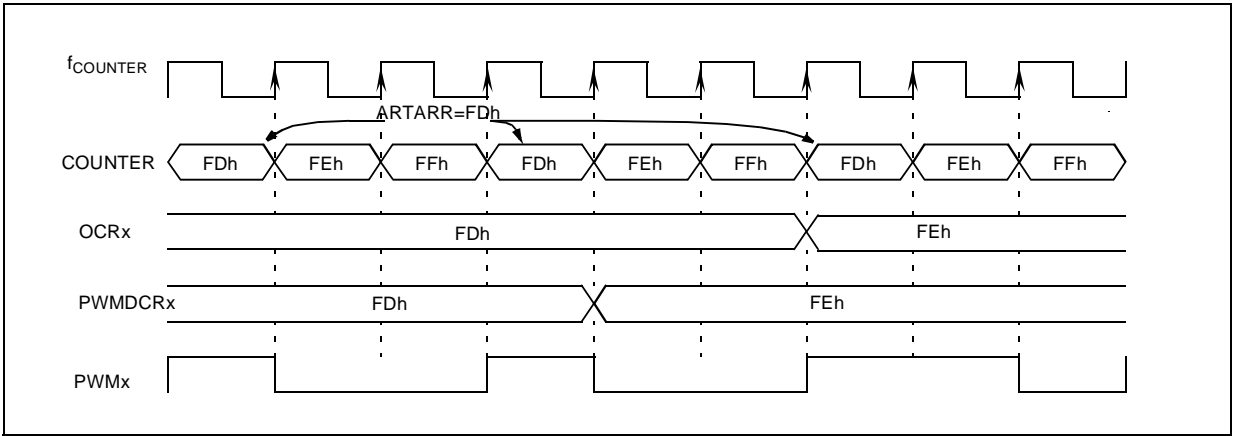 fCOUNTER
ARTARR=FDh
COUNTER FDh FEh FFh FDh FEh FFh FDh FEh FFh
OCRx FDh FEh
PWMDCRx FDh FEh
PWMx